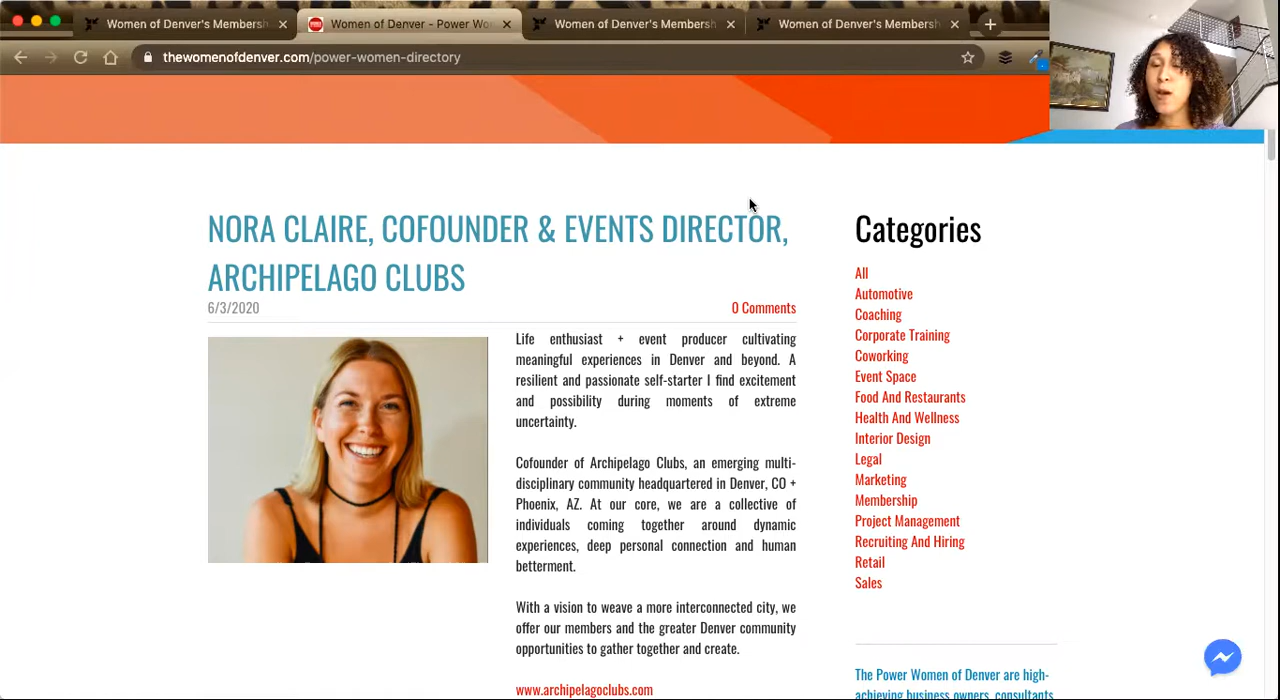 Women of Denver's Membersh
Women of Denver - Power Wo
Women of Denver's Membersh
Women of Denver's Membersh
thewomenofdenver.com/power-women-directory
NORA CLAIRE, COFOUNDER & EVENTS DIRECTOR,
ARCHIPELAGO CLUBS
6/3/2020
0 Comments
Life enthusiast + event producer cultivating
meaningful experiences in Denver and beyond. A
resilient and passionate self-starter I find excitement
and possibility during moments of extreme
uncertainty.
Cofounder of Archipelago Clubs, an emerging multi-
disciplinary community headquartered in Denver, CO +
Phoenix, AZ. At our core, we are a collective of
individuals coming together around dynamic
experiences, deep personal connection and human
betterment.
With a vision to weave a more interconnected city, we
offer our members and the greater Denver community
opportunities to gather together and create.
www.archipelagoclubs.com
Categories
All
Automotive
Coaching
Corporate Training
Coworking
Event Space
Food And Restaurants
Health And Wellness
Interior Design
Legal
Marketing
Membership
Project Management
Recruiting And Hiring
Retail
Sales
The Power Women of Denver are high-
achieving business owners, consultants